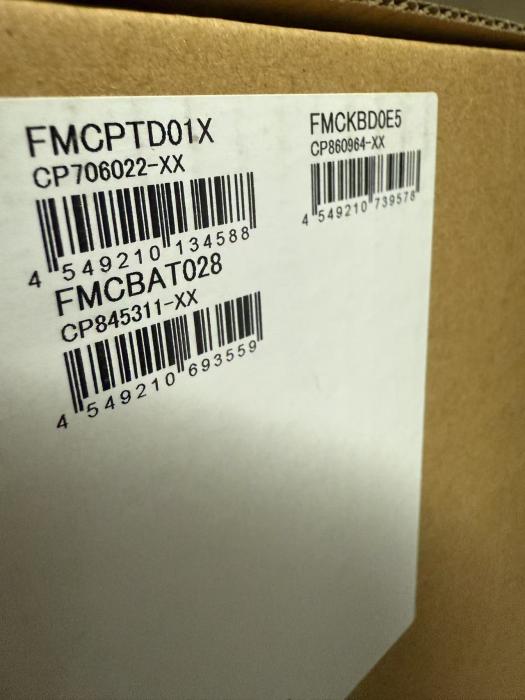 FMCPTD01X
CP706022-XX
4 549210 134588
FMCBAT028
CP845311-XX
4 549210 693559
FMCKBD0E5
CP860964-XX
4 549210 739578